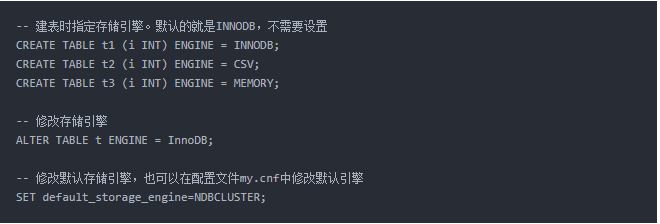 -- 建表时指定存储引擎。默认的就是INNODB，不需要设置
CREATE TABLE t1 (i INT) ENGINE = INNODB;
CREATE TABLE t2 (i INT) ENGINE = CSV;
CREATE TABLE t3 (i INT) ENGINE = MEMORY;
-- 修改存储引擎
ALTER TABLE t ENGINE = InnoDB;
-- 修改默认存储引擎，也可以在配置文件my.cnf中修改默认引擎
SET default_storage_engine=NDBCLUSTER;